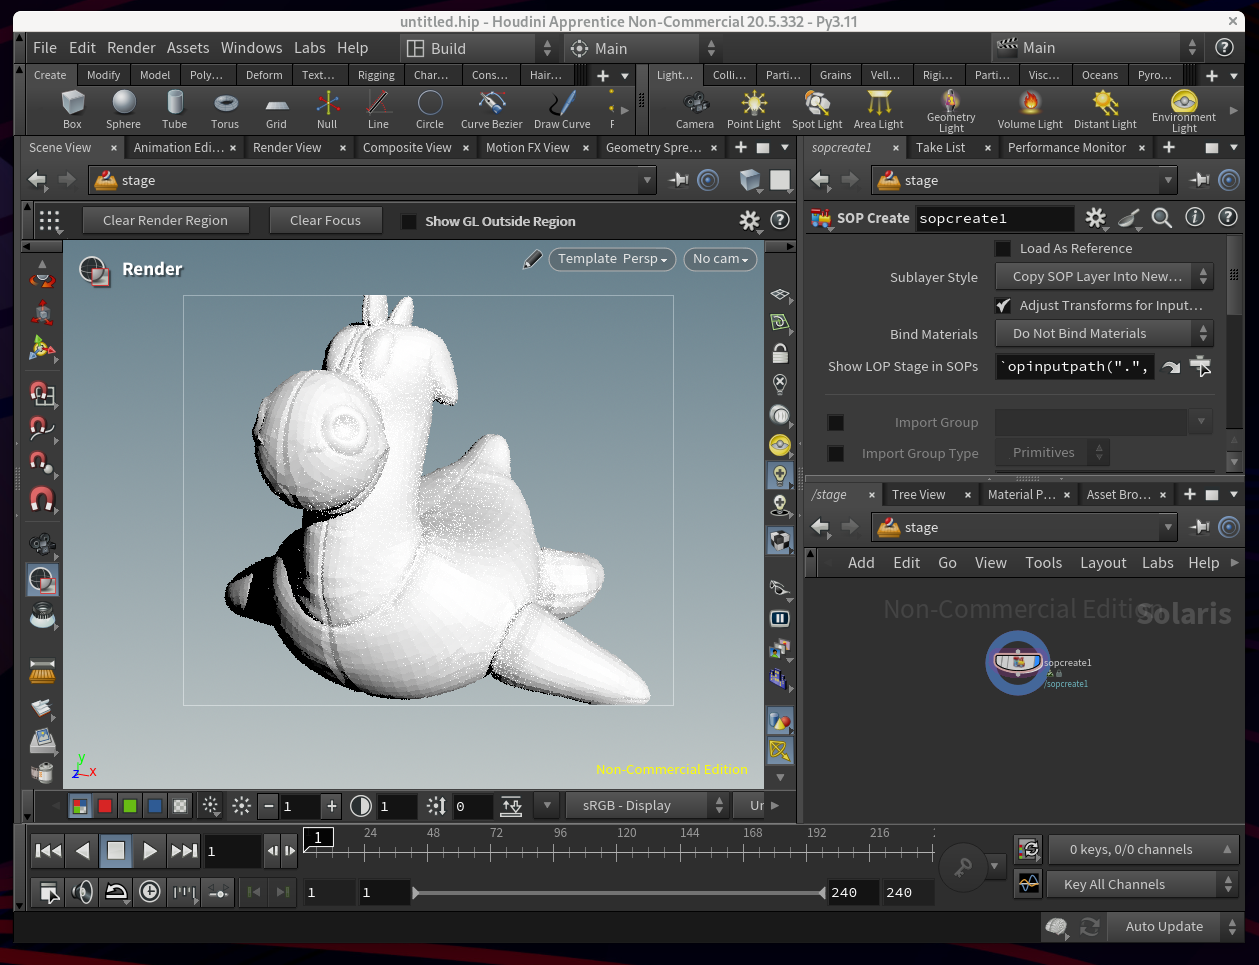 untitled.hip - Houdini Apprentice Non-Commercial 20.5.332 - Py3.11
File Edit Render Assets Windows Labs Help Build Main Main
Create Modify Model Poly... Deform Text... Rigging Char... Cons... Hair... Light... Colli... Parti... Grains Vell... Rigi... Parti... Visc... Oceans Pyro...
Box Sphere Tube Torus Grid Null Line Circle Curve Bezier Draw Curve F Camera Point Light Spot Light Area Light Geometry Light Volume Light Distant Light Environment Light
Scene View Animation Edi... Render View Composite View Motion FX View Geometry Spre... sopcreate1 Take List Performance Monitor
stage stage
Clear Render Region Clear Focus Show GL Outside Region SOP Create sopcreate1
Render Template Persp No cam
Load As Reference
Sublayer Style Copy SOP Layer Into New...
Adjust Transforms for Input...
Bind Materials Do Not Bind Materials
Show LOP Stage in SOPs `opinputpath(".",
Import Group
Import Group Type Primitives
/stage Tree View Material P... Asset Bro...
stage
Add Edit Go View Tools Layout Labs Help
Non-Commercial Edition Solaris
sopcreate1
/sopcreate1
y
z x
Non-Commercial Edition
1 1 0 sRGB - Display Un
1 1 24 48 72 96 120 144 168 192 216
0 keys, 0/0 channels
1 1 240 240 Key All Channels
Auto Update